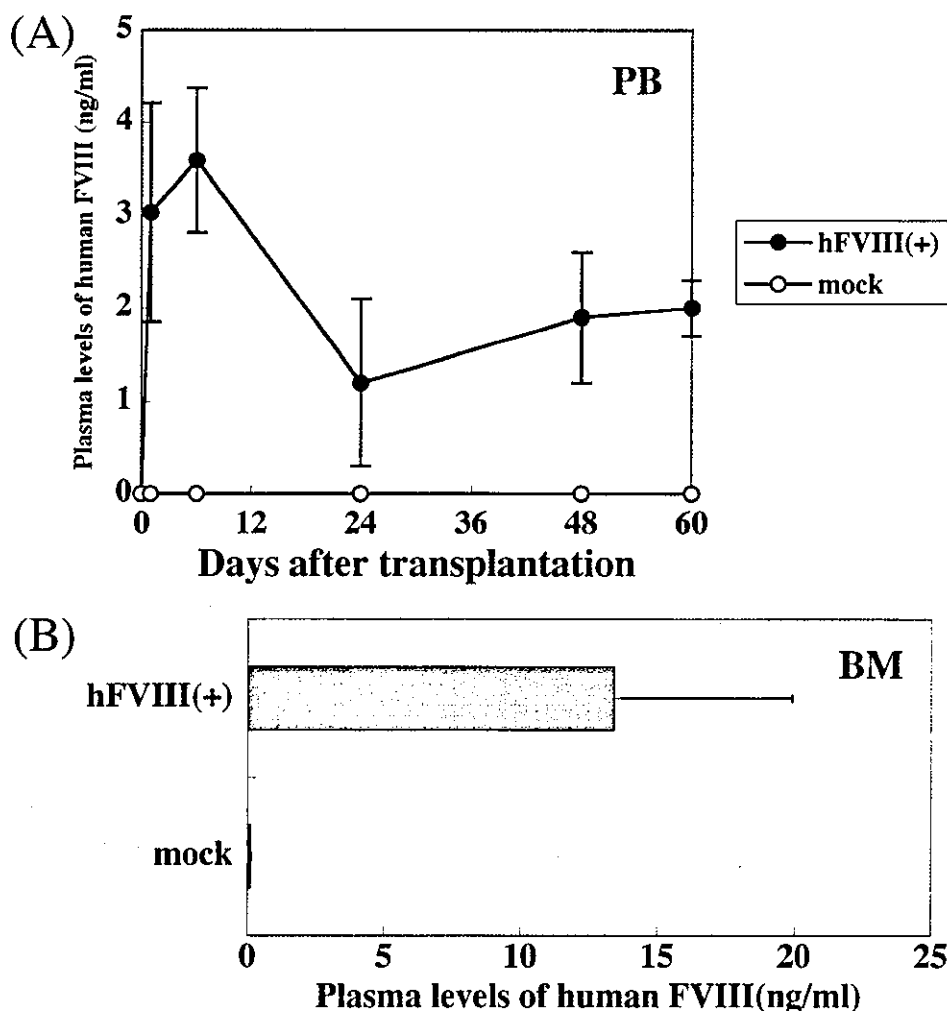 (A)
Plasma levels of human FVIII (ng/ml)
5
4
3
2
1
0
PB
hFVIII(+)
mock
0 12 24 36 48 60
Days after transplantation
(B)
BM
hFVIII(+)
mock
0 5 10 15 20 25
Plasma levels of human FVIII(ng/ml)